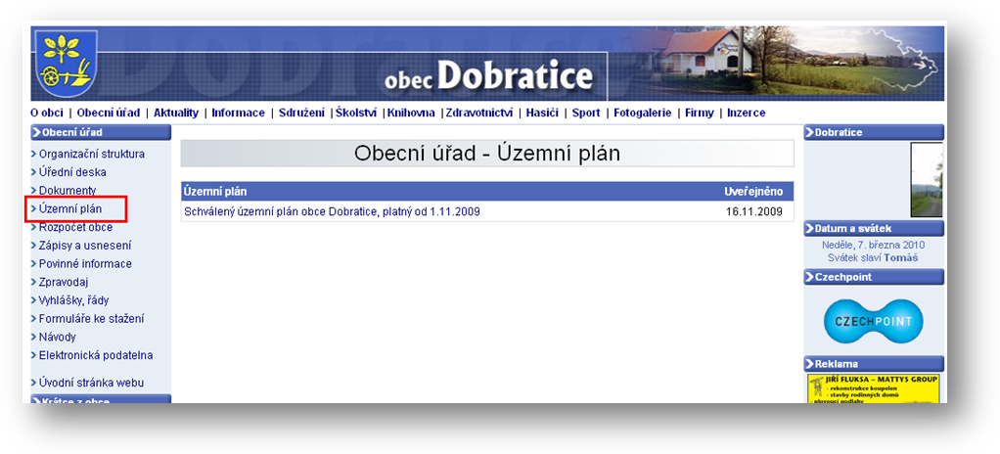 obec Dobratice
O obci | Obecní úřad | Aktuality | Informace | Sdružení | Školství | Knihovna | Zdravotnictví | Hasiči | Sport | Fotogalerie | Firmy | Inzerce
Obecní úřad
Organizační struktura
Úřední deska
Dokumenty
Územní plán
Rozpočet obce
Zápisy a usnesení
Povinné informace
Zpravodaj
Vyhlášky, řády
Formuláře ke stažení
Návody
Elektronická podatelna
Úvodní stránka webu
Krátce z obce
Obecní úřad - Územní plán
Územní plán Uveřejněno
Schválený územní plán obce Dobratice, platný od 1.11.2009 16.11.2009
Dobratice
Datum a svátek
Neděle, 7. března 2010
Svátek slaví Tomáš
Czechpoint
CZECHPOINT
Reklama
JIŘÍ FLUKSA – MATTYS GROUP
- rekonstrukce koupelen
- stavby rodinných domů
- plovoucí podlahy